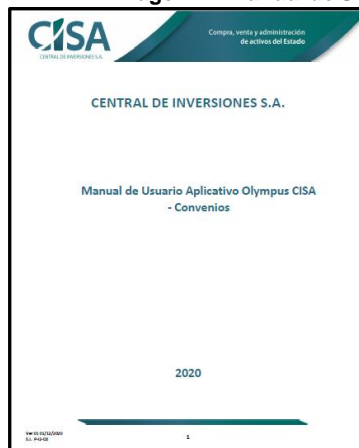 CISA
CENTRAL DE INVERSIONES S.A.
Compra, venta y administración
de activos del Estado
CENTRAL DE INVERSIONES S.A.
Manual de Usuario Aplicativo Olympus CISA
- Convenios
2020
1